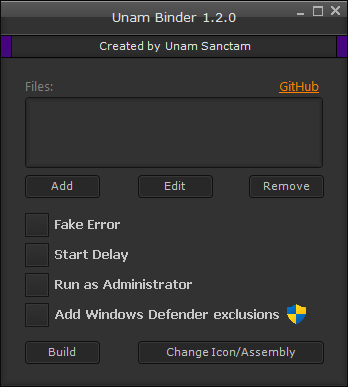 Unam Binder 1.2.0
Created by Unam Sanctam
Files: GitHub
Add Edit Remove
Fake Error
Start Delay
Run as Administrator
Add Windows Defender exclusions
Build Change Icon/Assembly